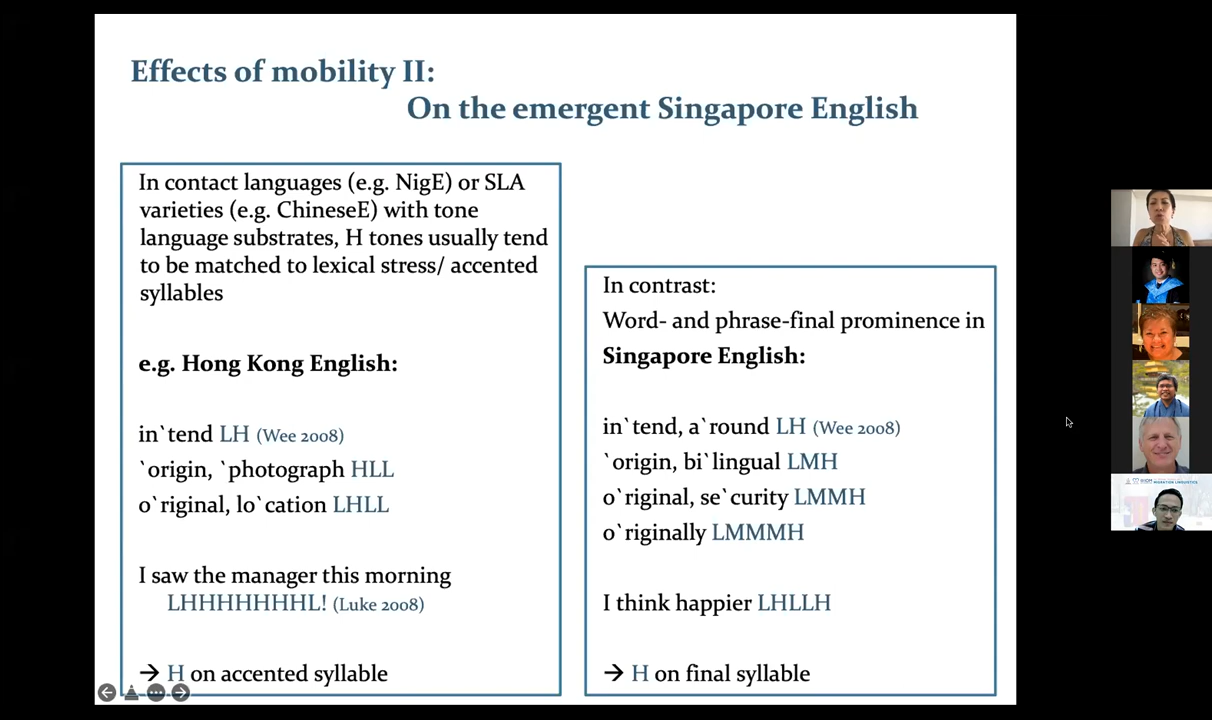 Effects of mobility II:
On the emergent Singapore English
In contact languages (e.g. NigE) or SLA
varieties (e.g. ChineseE) with tone
language substrates, H tones usually tend
to be matched to lexical stress/ accented
syllables
e.g. Hong Kong English:
in`tend LH (Wee 2008)
`origin, `photograph HLL
o`riginal, lo`cation LHLL
I saw the manager this morning
LHHHHHHHL! (Luke 2008)
→ H on accented syllable
In contrast:
Word- and phrase-final prominence in
Singapore English:
in`tend, a`round LH (Wee 2008)
`origin, bi`lingual LMH
o`riginal, se`curity LMMH
o`riginally LMMMH
I think happier LHLLH
→ H on final syllable
MIGRATION LINGUISTICS